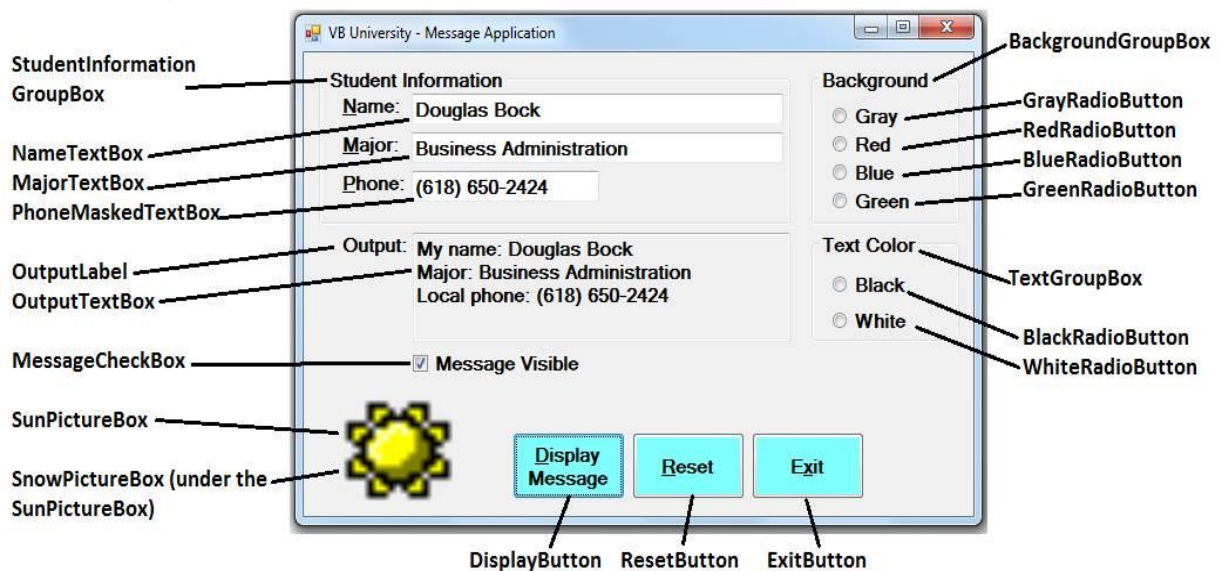 VB University - Message Application
StudentInformation
GroupBox
NameTextBox
MajorTextBox
PhoneMaskedTextBox
OutputLabel
OutputTextBox
MessageCheckBox
SunPictureBox
SnowPictureBox (under the
SunPictureBox)
Student Information
Name: Douglas Bock
Major: Business Administration
Phone: (618) 650-2424
Output: My name: Douglas Bock
Major: Business Administration
Local phone: (618) 650-2424
Message Visible
Display
Message
Reset
Exit
Background
Gray
Red
Blue
Green
Text Color
Black
White
BackgroundGroupBox
GrayRadioButton
RedRadioButton
BlueRadioButton
GreenRadioButton
TextGroupBox
BlackRadioButton
WhiteRadioButton
DisplayButton ResetButton ExitButton